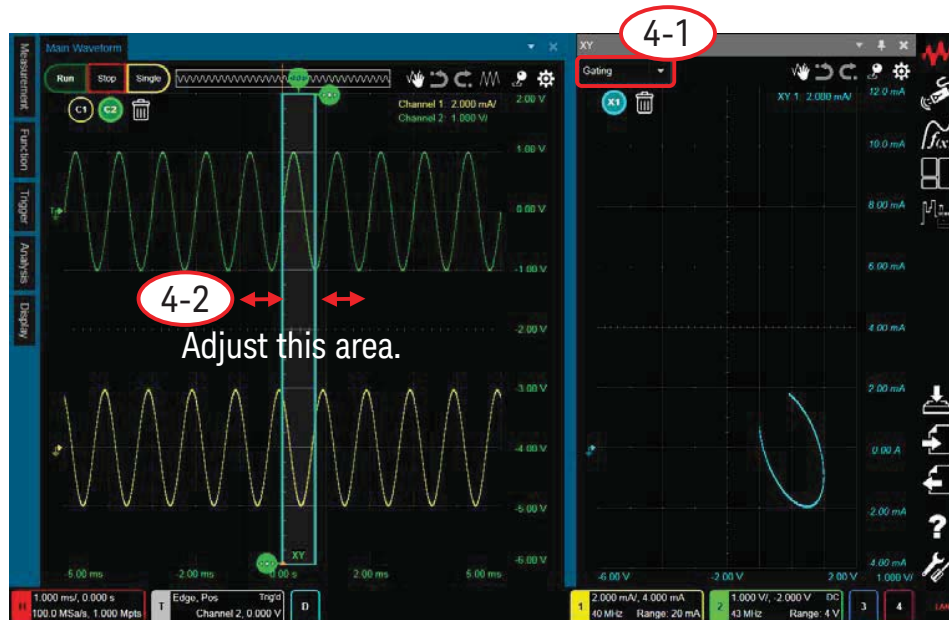 4-1
Main Waveform
XY
Measurement
Function
Trigger
Analysis
Display
Run
Stop
Single
C1
C2
Channel 1: 2.000 mA/
Channel 2: 1.000 V/
2.00 V
1.00 V
0.00 V
-1.00 V
-2.00 V
-3.00 V
-4.00 V
-5.00 V
-6.00 V
4-2
Adjust this area.
XY
-5.00 ms
-2.00 ms
0.00 s
2.00 ms
5.00 ms
Gating
X1
XY 1: 2.000 mA/
12.0 mA
10.0 mA
8.00 mA
6.00 mA
4.00 mA
2.00 mA
0.00 A
-2.00 mA
4.00 mA
-6.00 V
-2.00 V
2.00 V
1.000 V/
f(x)
?
H
1.000 ms/, 0.000 s
100.0 MSa/s, 1.000 Mpts
T
Edge, Pos
Trig'd
Channel 2, 0.000 V
D
1
2.000 mA/, 4.000 mA
40 MHz
Range: 20 mA
2
1.000 V/, -2.000 V
DC
43 MHz
Range: 4 V
3
4